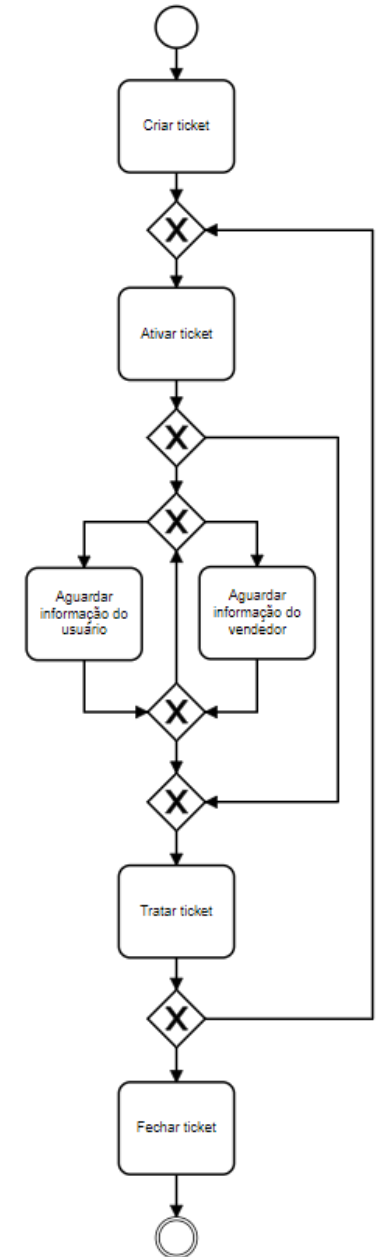 Criar ticket
X
Ativar ticket
X
X
Aguardar
informação do
usuário
Aguardar
informação do
vendedor
X
X
Tratar ticket
X
Fechar ticket